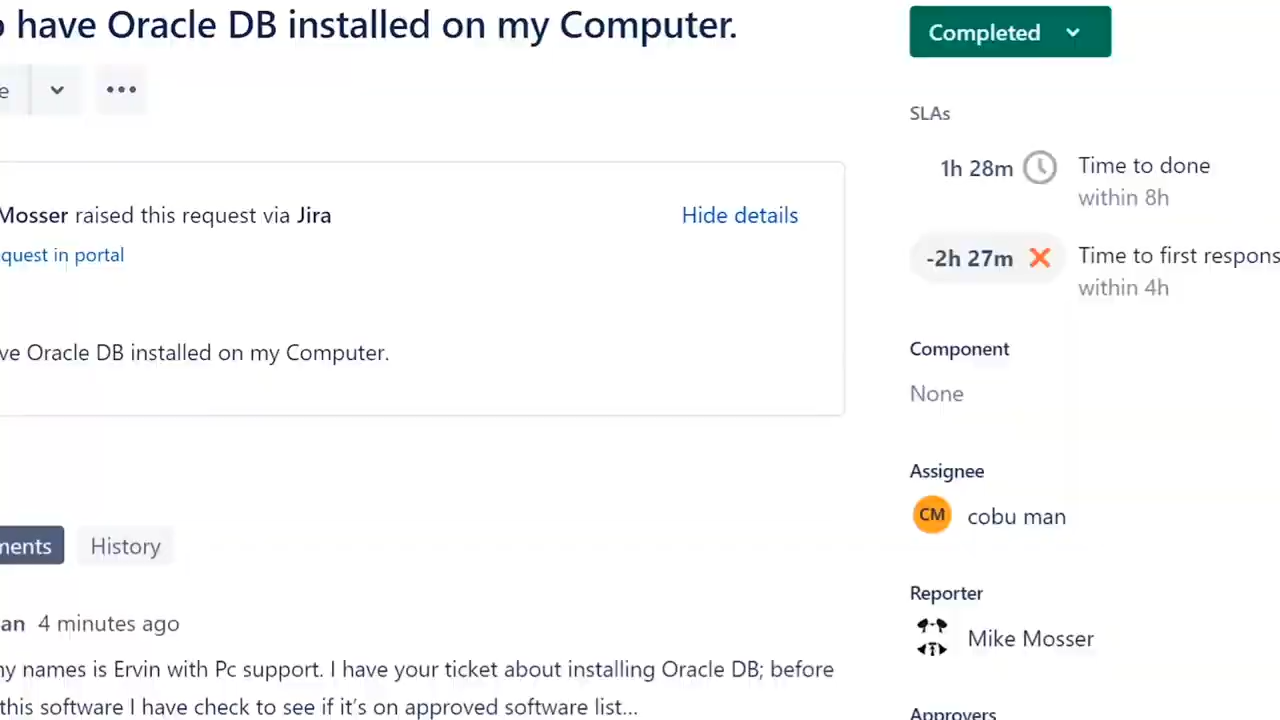 have Oracle DB installed on my Computer.
Completed
SLAs
1h 28m Time to done
within 8h
Mosser raised this request via Jira
Hide details
quest in portal
-2h 27m Time to first respons
within 4h
ve Oracle DB installed on my Computer.
Component
None
Assignee
CM cobu man
ments History
Reporter
Mike Mosser
an 4 minutes ago
ny names is Ervin with Pc support. I have your ticket about installing Oracle DB; before
this software I have check to see if it’s on approved software list...
Approvers